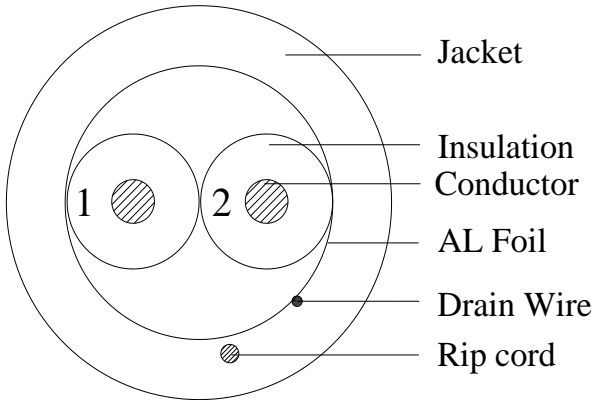 Jacket
Insulation
1 2 Conductor
AL Foil
Drain Wire
Rip cord